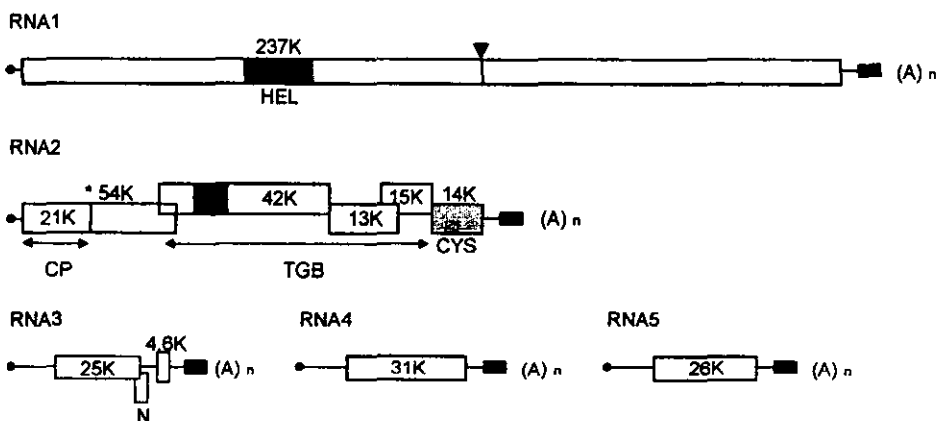 RNA1
237K
HEL
(A) n
RNA2
* 54K
21K
42K
15K
14K
13K
(A) n
CP
TGB
CYS
RNA3
RNA4
RNA5
4.6K
25K
(A) n
31K
(A) n
26K
(A) n
N